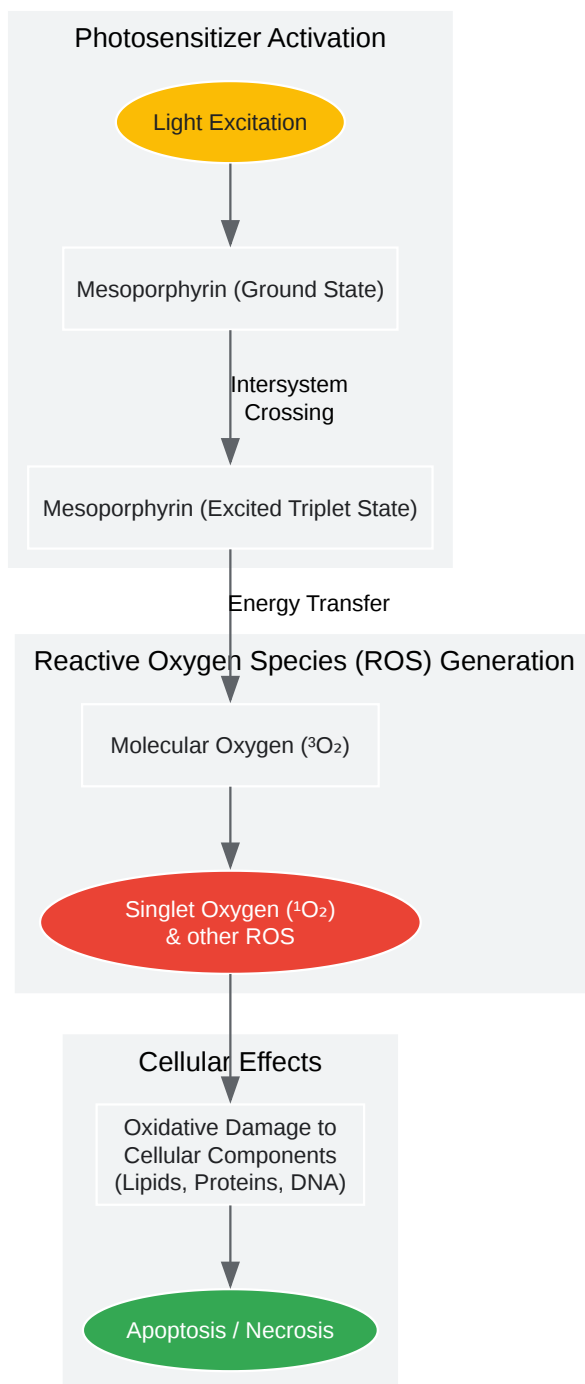 Photosensitizer Activation
Light Excitation
Mesoporphyrin (Ground State)
Intersystem
Crossing
Mesoporphyrin (Excited Triplet State)
Energy Transfer
Reactive Oxygen Species (ROS) Generation
Molecular Oxygen (³O₂)
Singlet Oxygen (¹O₂)
& other ROS
Cellular Effects
Oxidative Damage to
Cellular Components
(Lipids, Proteins, DNA)
Apoptosis / Necrosis